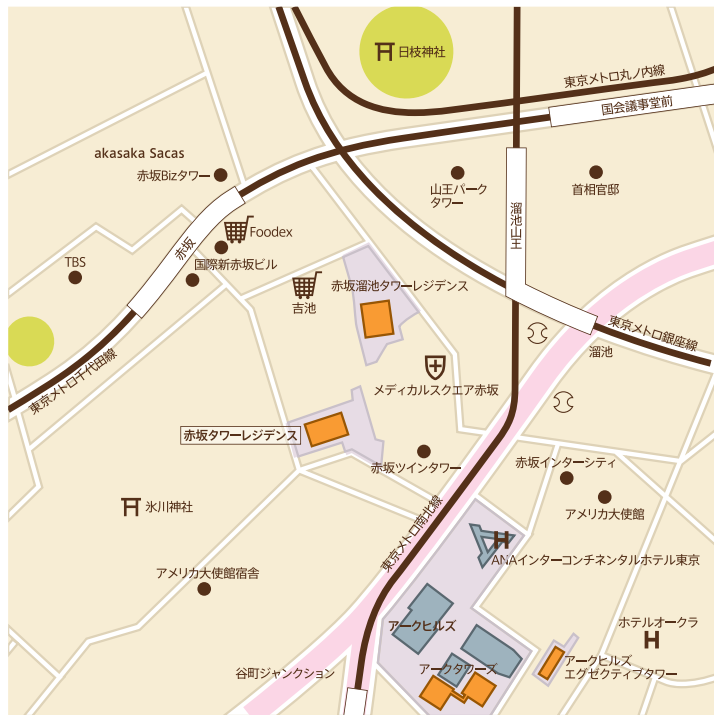 日枝神社
東京メトロ丸ノ内線
国会議事堂前
akasaka Sacas
赤坂Bizタワー
山王パーク
タワー
首相官邸
溜池山王
Foodex
赤坂
国際新赤坂ビル
TBS
吉池
赤坂溜池タワーレジデンス
東京メトロ銀座線
溜池
東京メトロ千代田線
メディカルスクエア赤坂
赤坂タワーレジデンス
赤坂ツインタワー
赤坂インターシティ
アメリカ大使館
氷川神社
東京メトロ南北線
ANAインターコンチネンタルホテル東京
アメリカ大使館宿舎
アークヒルズ
ホテルオークラ
アークタワーズ
アークヒルズ
エグゼクティブタワー
谷町ジャンクション